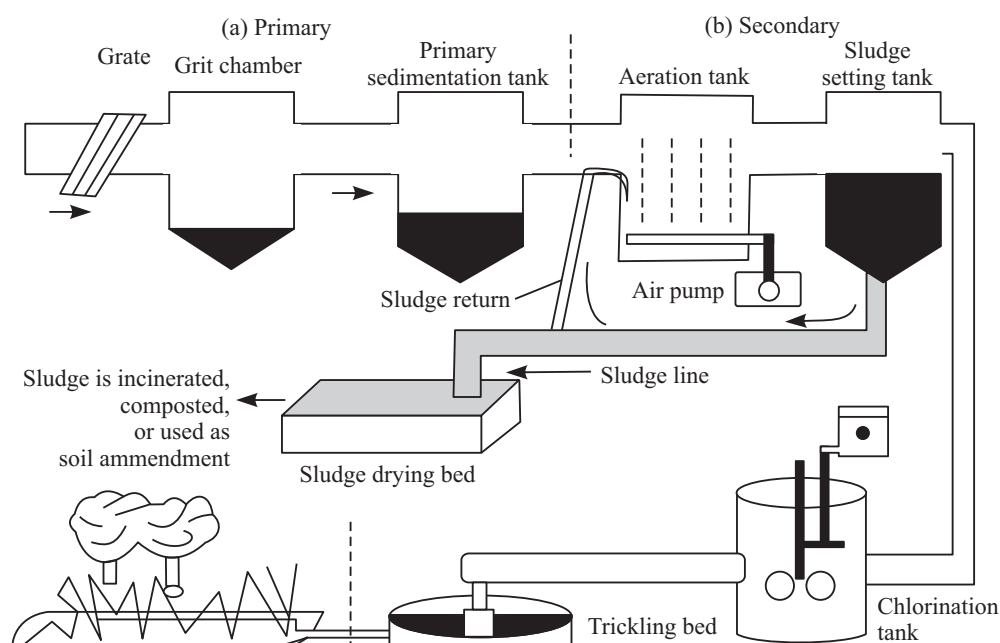 (a) Primary
(b) Secondary
Grate
Grit chamber
Primary
sedimentation tank
Aeration tank
Sludge
setting tank
Sludge return
Air pump
Sludge line
Sludge is incinerated,
composted,
or used as
soil ammendment
Sludge drying bed
Trickling bed
Chlorination
tank